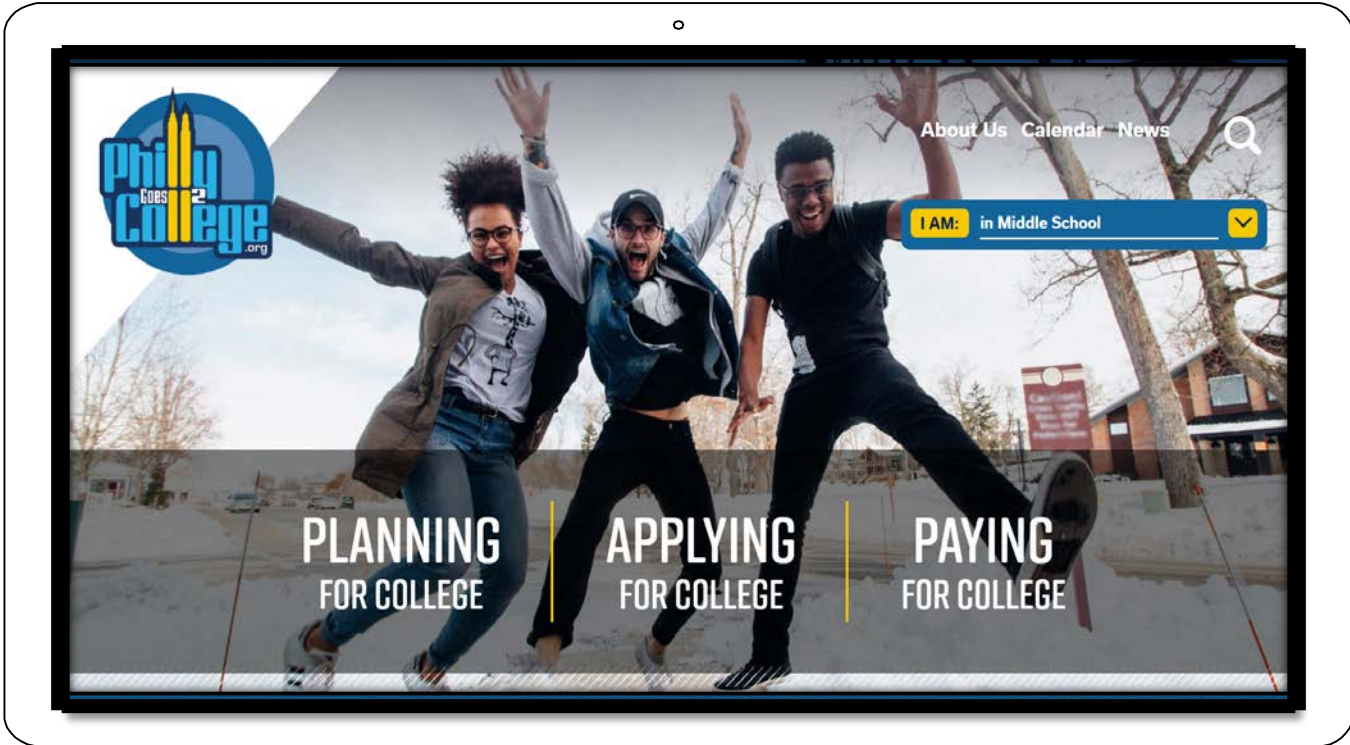 Philly
Goes 2
College
.org
About Us Calendar News
I AM: in Middle School
PLANNING
FOR COLLEGE
APPLYING
FOR COLLEGE
PAYING
FOR COLLEGE